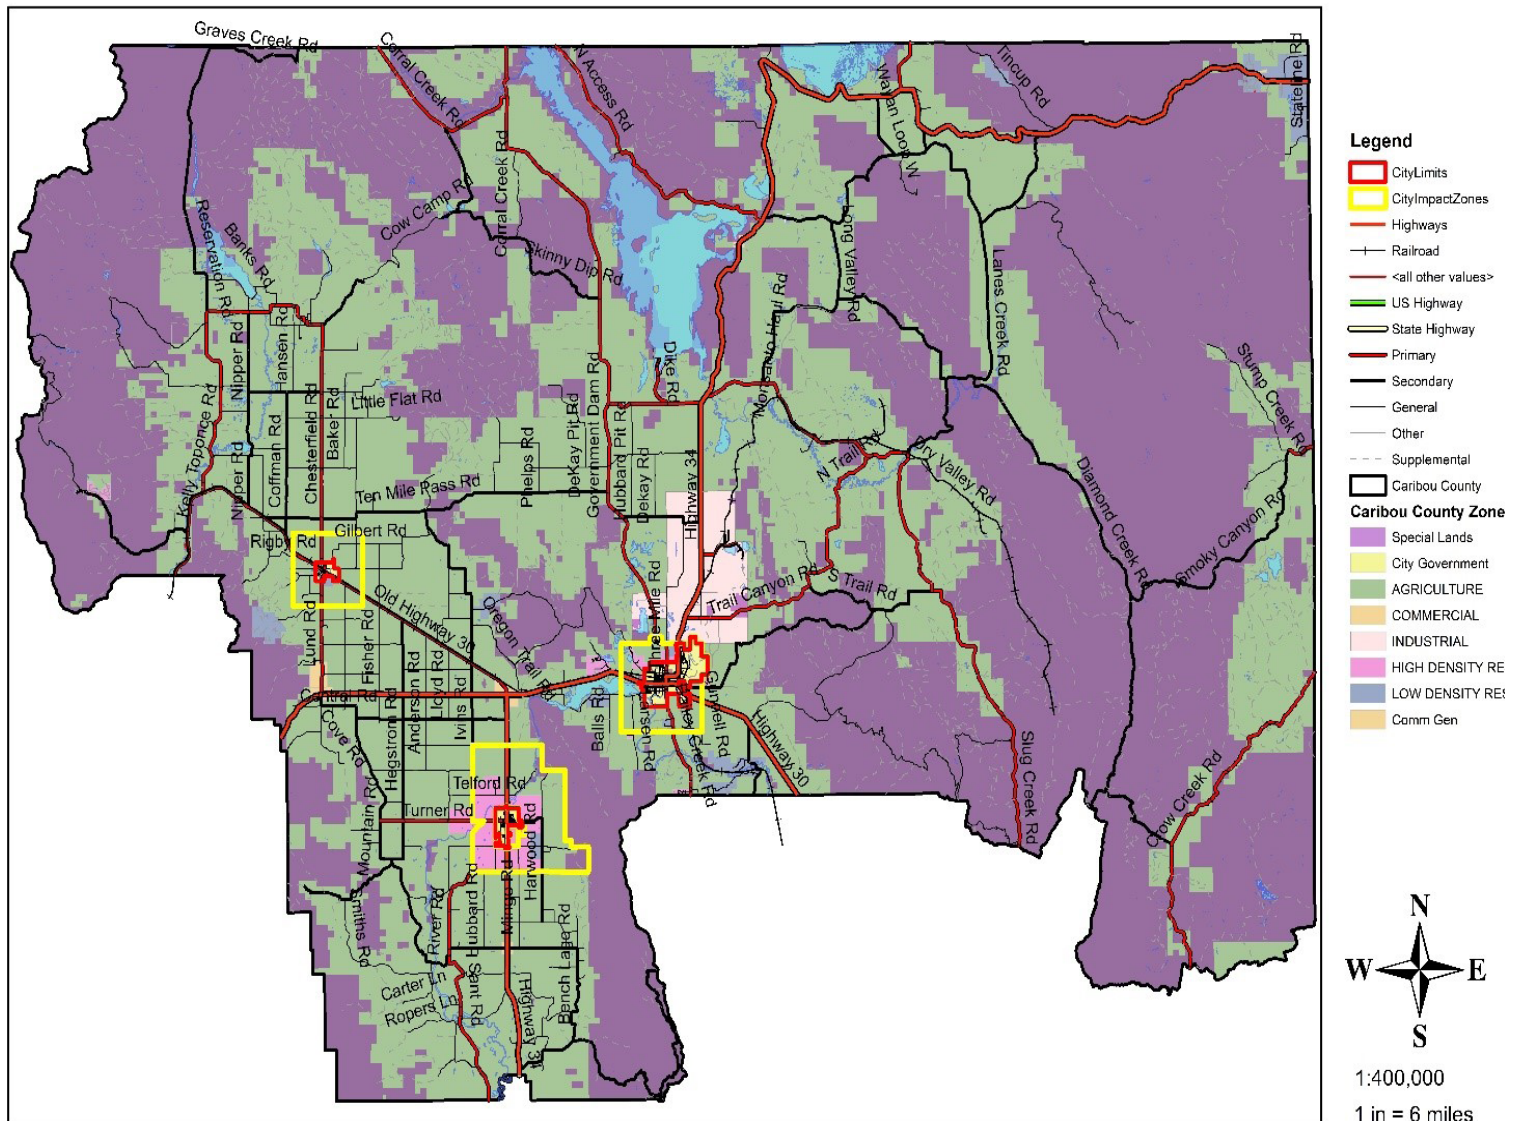 Graves Creek Rd
Corral Creek Rd
N Access Rd
Tincup Rd
Stateline Rd
Wayan Loop W
Corral Creek Rd
Cow Camp Rd
Skinny Dip Rd
Reservation Rd
Banks Rd
Long Valley Rd
Lanes Creek Rd
Monsanto Haul Rd
Nipper Rd
Hansen Rd
Dike Rd
Stump Creek Rd
Kelly Toponce Rd
Chesterfield Rd
Baker Rd
Little Flat Rd
Government Dam Rd
Coffman Rd
Nipper Rd
Phelps Rd
DeKay Pit Rd
Hubbard Pit Rd
Dekay Rd
Highway 34
N Trail Rd
Dry Valley Rd
Diamond Creek Rd
Smoky Canyon Rd
Ten Mile Pass Rd
Gilbert Rd
Rigby Rd
Old Highway 30
Oregon Trail Rd
Three Mile Rd
Trail Canyon Rd
S Trail Rd
Lund Rd
Fisher Rd
Anderson Rd
Lloyd Rd
Ivins Rd
Central Rd
Cove Rd
Hegstrom Rd
Balls Rd
Highway 30
Slug Creek Rd
Crow Creek Rd
Telford Rd
Turner Rd
Mountain Rd
Harwood Rd
Hubbard Rd
River Rd
Smiths Rd
Bench Lago Rd
Carter Ln
Ropers Ln
Sant Rd
Highway 34
Legend
CityLimits
CityImpactZones
Highways
Railroad
<all other values>
US Highway
State Highway
Primary
Secondary
General
Other
Supplemental
Caribou County
Caribou County Zone
Special Lands
City Government
AGRICULTURE
COMMERCIAL
INDUSTRIAL
HIGH DENSITY RE
LOW DENSITY RES
Comm Gen
N
W E
S
1:400,000
1 in = 6 miles